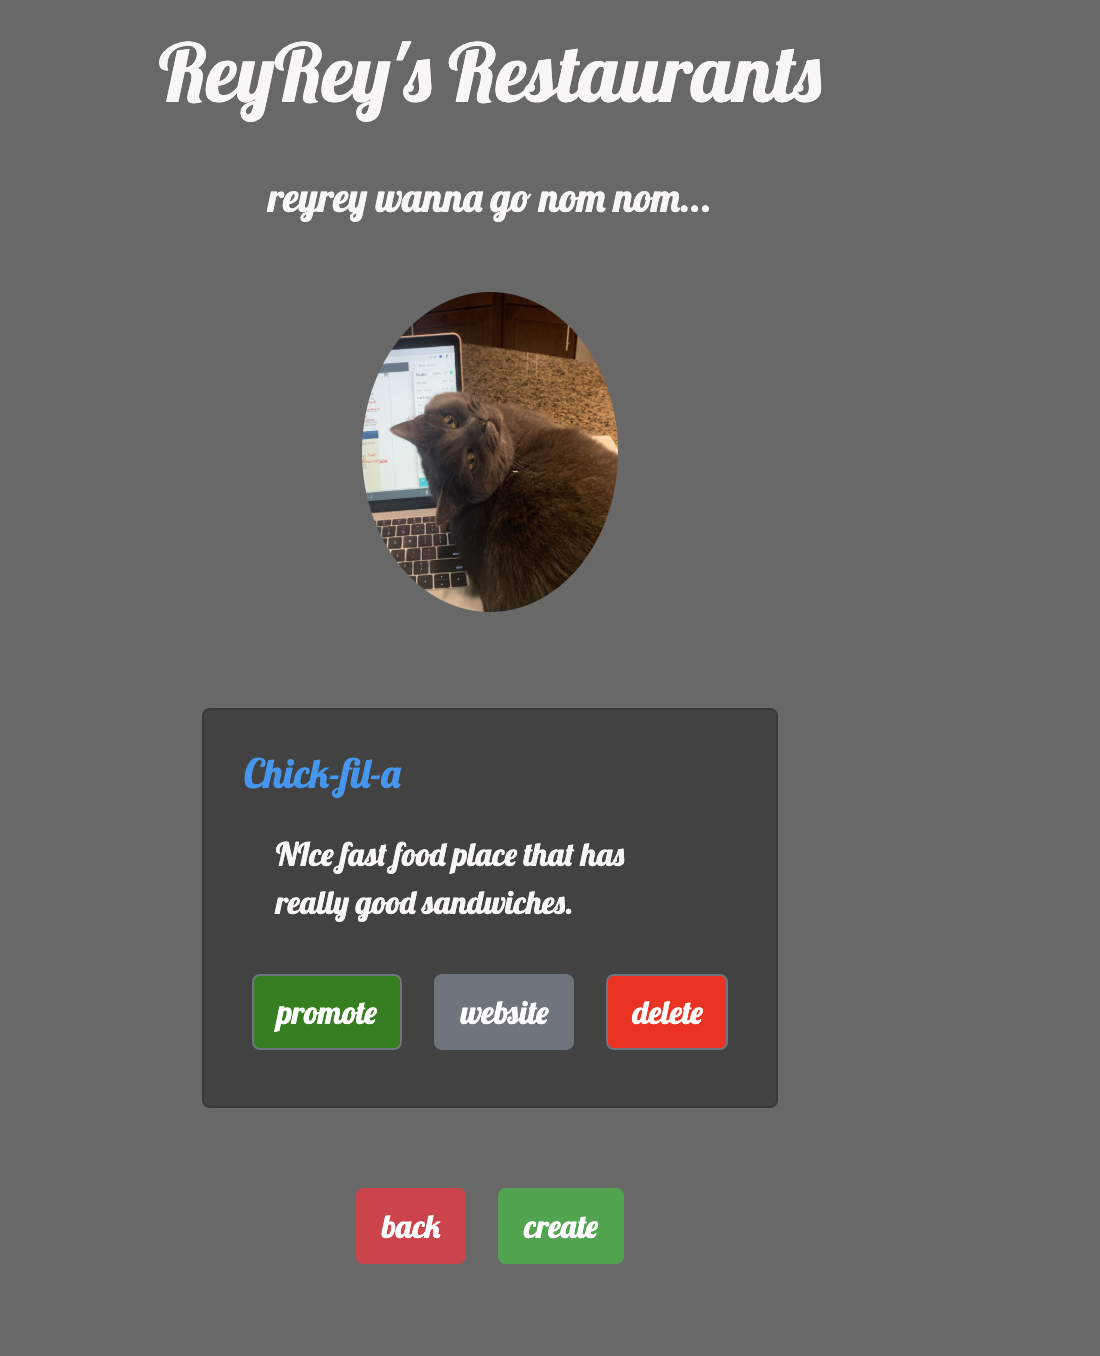 ReyRey's Restaurants
reyrey wanna go nom nom...
Chick-fil-a
NIce fast food place that has
really good sandwiches.
promote website delete
back create